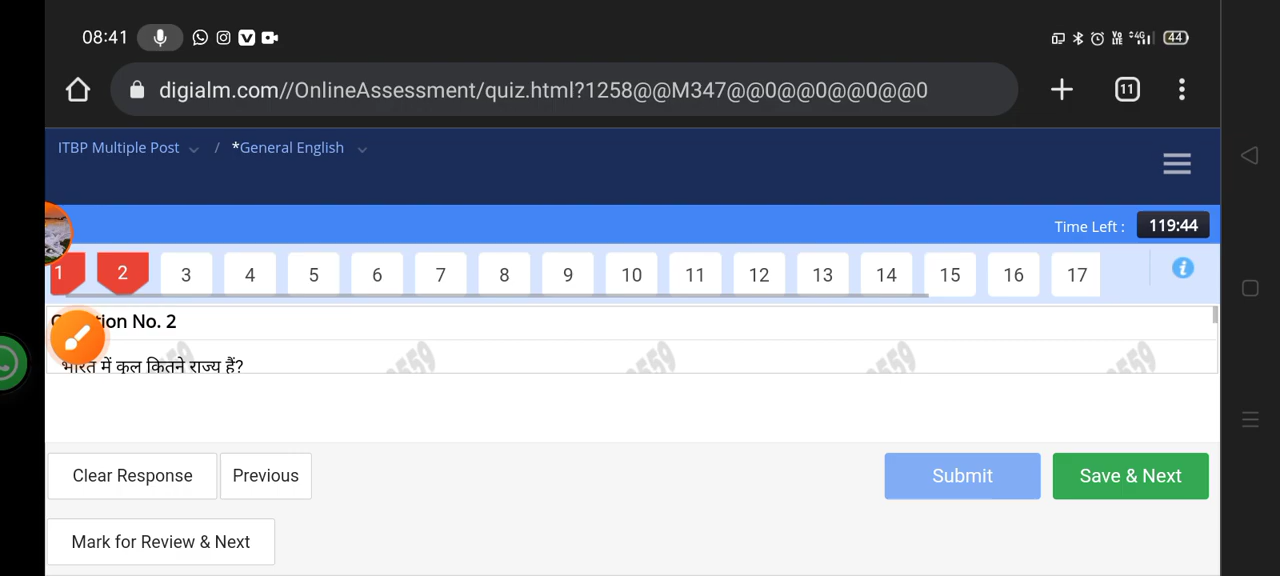 08:41
44
digialm.com//OnlineAssessment/quiz.html?1258@@M347@@0@@0@@0@@0
11
ITBP Multiple Post / *General English
Time Left : 119:44
1 2 3 4 5 6 7 8 9 10 11 12 13 14 15 16 17
tion No. 2
भारत में कुल कितने राज्य हैं?
Clear Response Previous Submit Save & Next
Mark for Review & Next